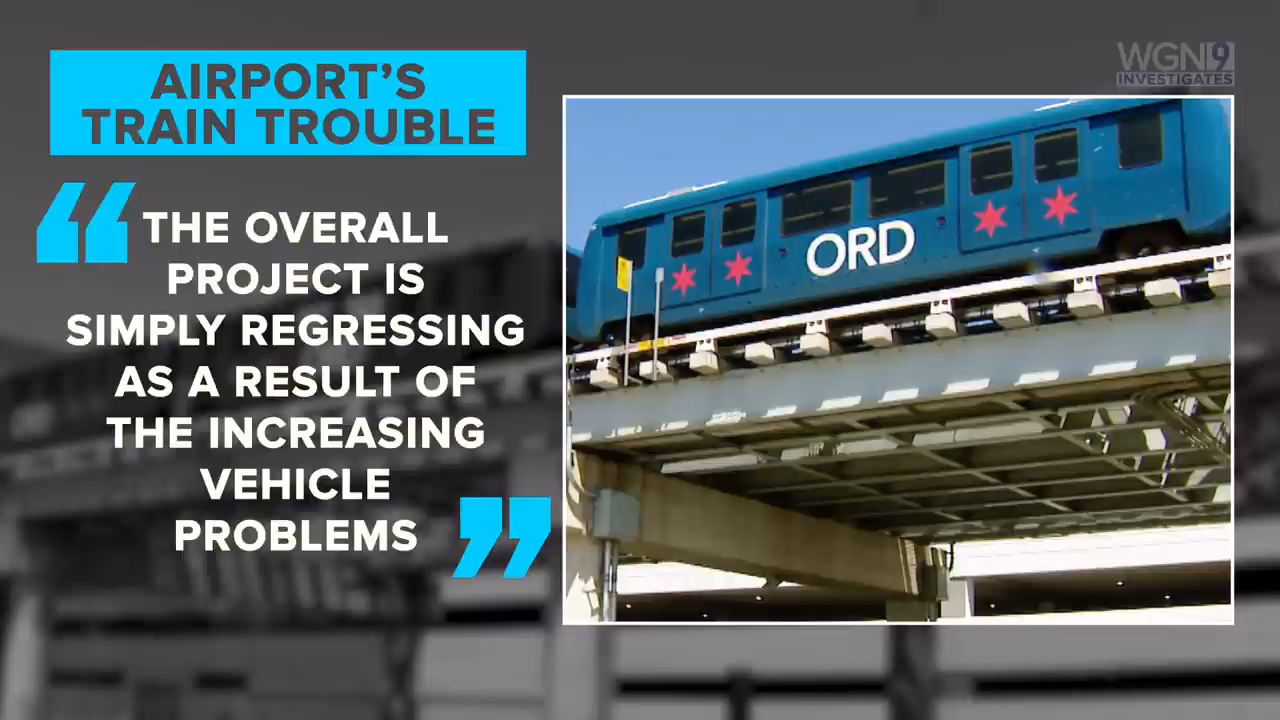 AIRPORT'S
TRAIN TROUBLE
WGN9
INVESTIGATES
“ THE OVERALL
PROJECT IS
SIMPLY REGRESSING
AS A RESULT OF
THE INCREASING
VEHICLE
PROBLEMS ”
ORD